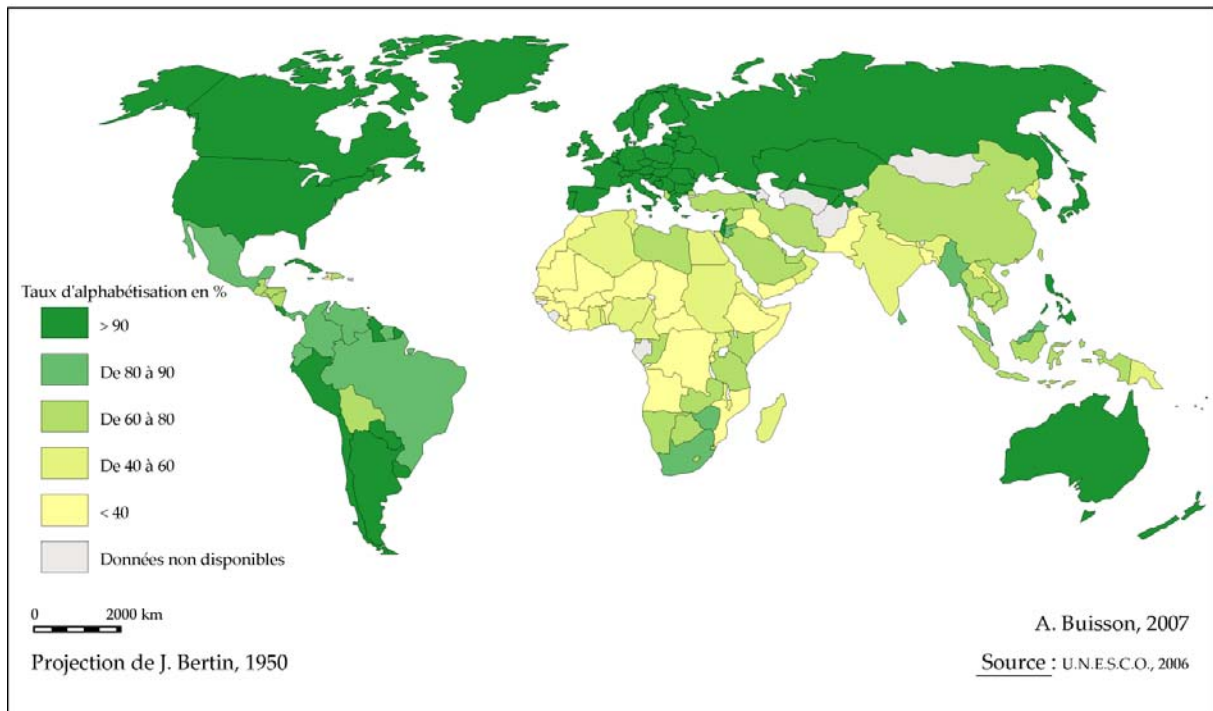 Taux d'alphabétisation en %
> 90
De 80 à 90
De 60 à 80
De 40 à 60
< 40
Données non disponibles
0 2000 km
Projection de J. Bertin, 1950
A. Buisson, 2007
Source : U.N.E.S.C.O., 2006